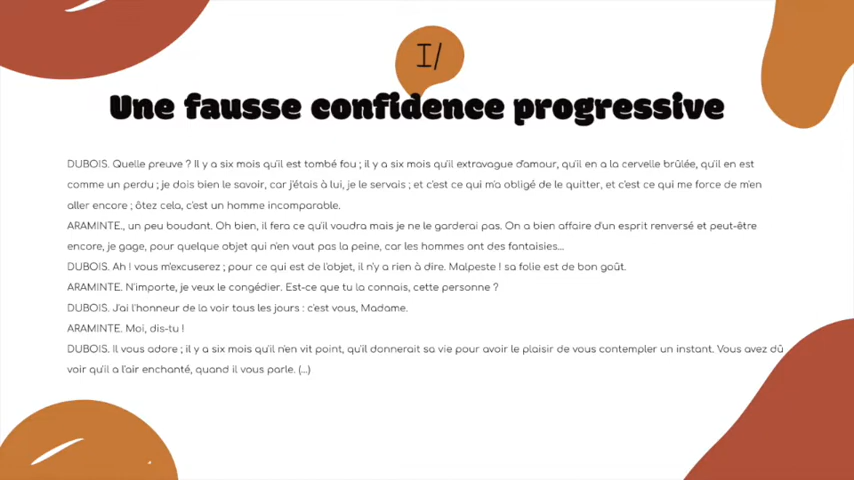 I/
Une fausse confidence progressive
DUBOIS. Quelle preuve ? Il y a six mois qu'il est tombé fou ; il y a six mois qu'il extravague d'amour, qu'il en a la cervelle brûlée, qu'il en est
comme un perdu ; je dois bien le savoir, car j'étais à lui, je le servais ; et c'est ce qui m'a obligé de le quitter, et c'est ce qui me force de m'en
aller encore ; ôtez cela, c'est un homme incomparable.
ARAMINTE., un peu boudant. Oh bien, il fera ce qu'il voudra mais je ne le garderai pas. On a bien affaire d'un esprit renversé et peut-être
encore, je gage, pour quelque objet qui n'en vaut pas la peine, car les hommes ont des fantaisies...
DUBOIS. Ah ! vous m'excuserez ; pour ce qui est de l'objet, il n'y a rien à dire. Malpeste ! sa folie est de bon goût.
ARAMINTE. N'importe, je veux le congédier. Est-ce que tu la connais, cette personne ?
DUBOIS. J'ai l'honneur de la voir tous les jours : c'est vous, Madame.
ARAMINTE. Moi, dis-tu !
DUBOIS. Il vous adore ; il y a six mois qu'il n'en vit point, qu'il donnerait sa vie pour avoir le plaisir de vous contempler un instant. Vous avez dû
voir qu'il a l'air enchanté, quand il vous parle. (...)